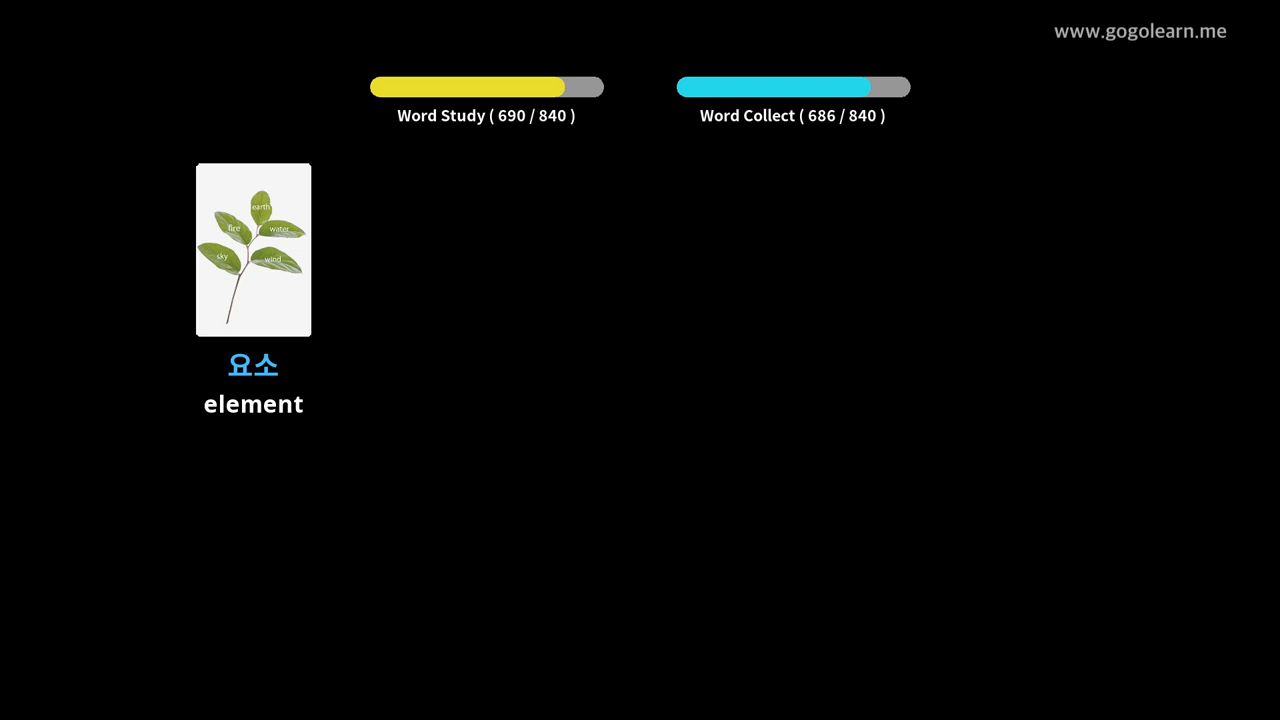 www.gogolearn.me
Word Study ( 690 / 840 )
Word Collect ( 686 / 840 )
earth
fire
water
sky
wind
요소
element